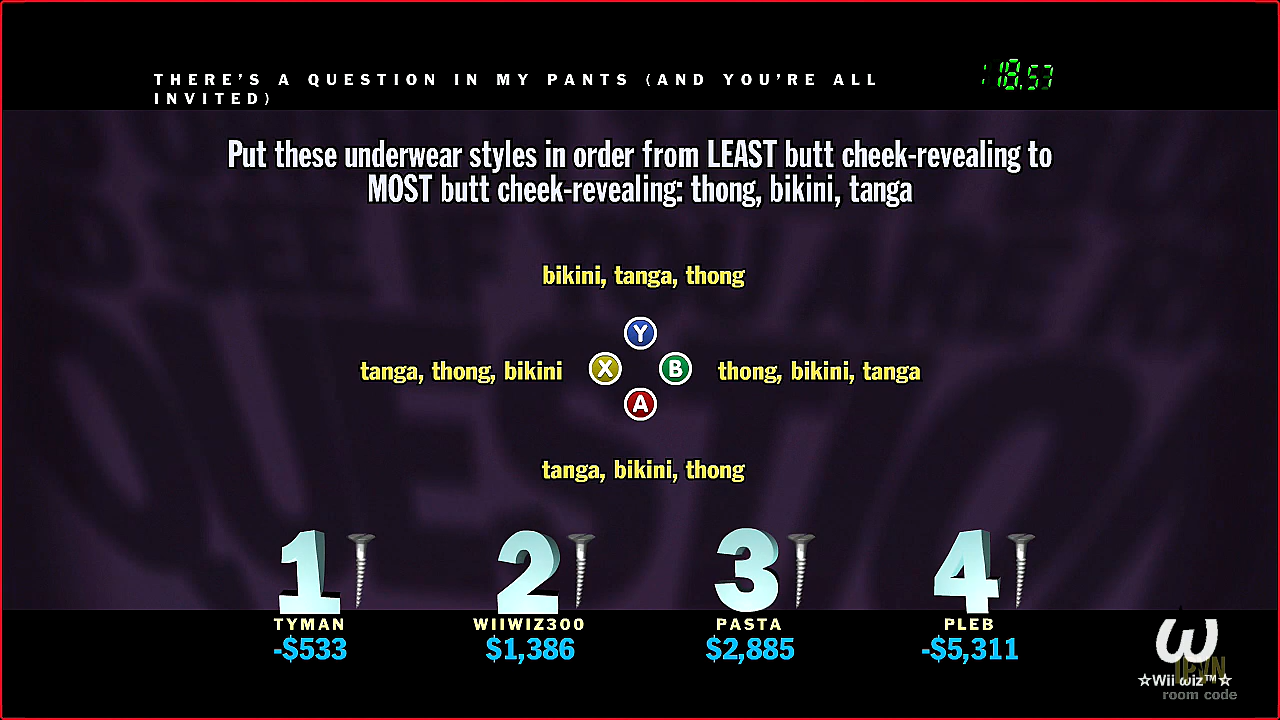 THERE'S A QUESTION IN MY PANTS (AND YOU'RE ALL
INVITED)
18.57
Put these underwear styles in order from LEAST butt cheek-revealing to
MOST butt cheek-revealing: thong, bikini, tanga
bikini, tanga, thong
Y
tanga, thong, bikini X B thong, bikini, tanga
A
tanga, bikini, thong
1 2 3 4
TYMAN WIIWIZ300 PASTA PLEB
-$533 $1,386 $2,885 -$5,311
☆Wii ωiz™☆
room code